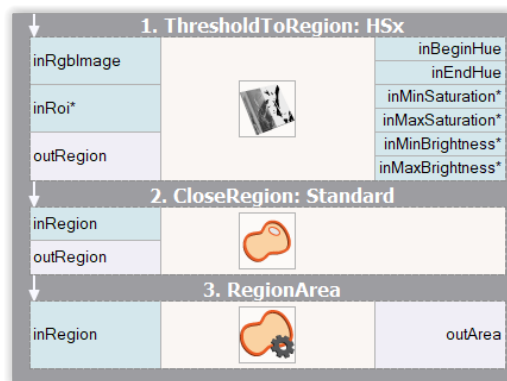 1. ThresholdToRegion: HSx
inRgbImage
inRoi*
outRegion
inBeginHue
inEndHue
inMinSaturation*
inMaxSaturation*
inMinBrightness*
inMaxBrightness*
2. CloseRegion: Standard
inRegion
outRegion
3. RegionArea
inRegion
outArea